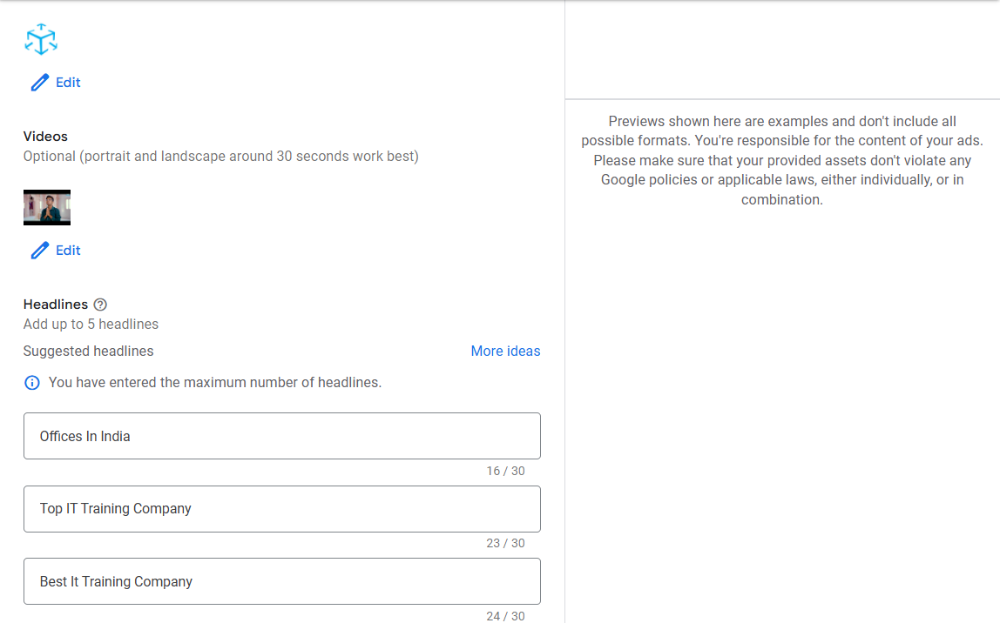 Edit
Videos
Optional (portrait and landscape around 30 seconds work best)
Edit
Headlines
Add up to 5 headlines
Suggested headlines
More ideas
You have entered the maximum number of headlines.
Offices In India
16 / 30
Top IT Training Company
23 / 30
Best It Training Company
24 / 30
Previews shown here are examples and don't include all
possible formats. You're responsible for the content of your ads.
Please make sure that your provided assets don't violate any
Google policies or applicable laws, either individually, or in
combination.